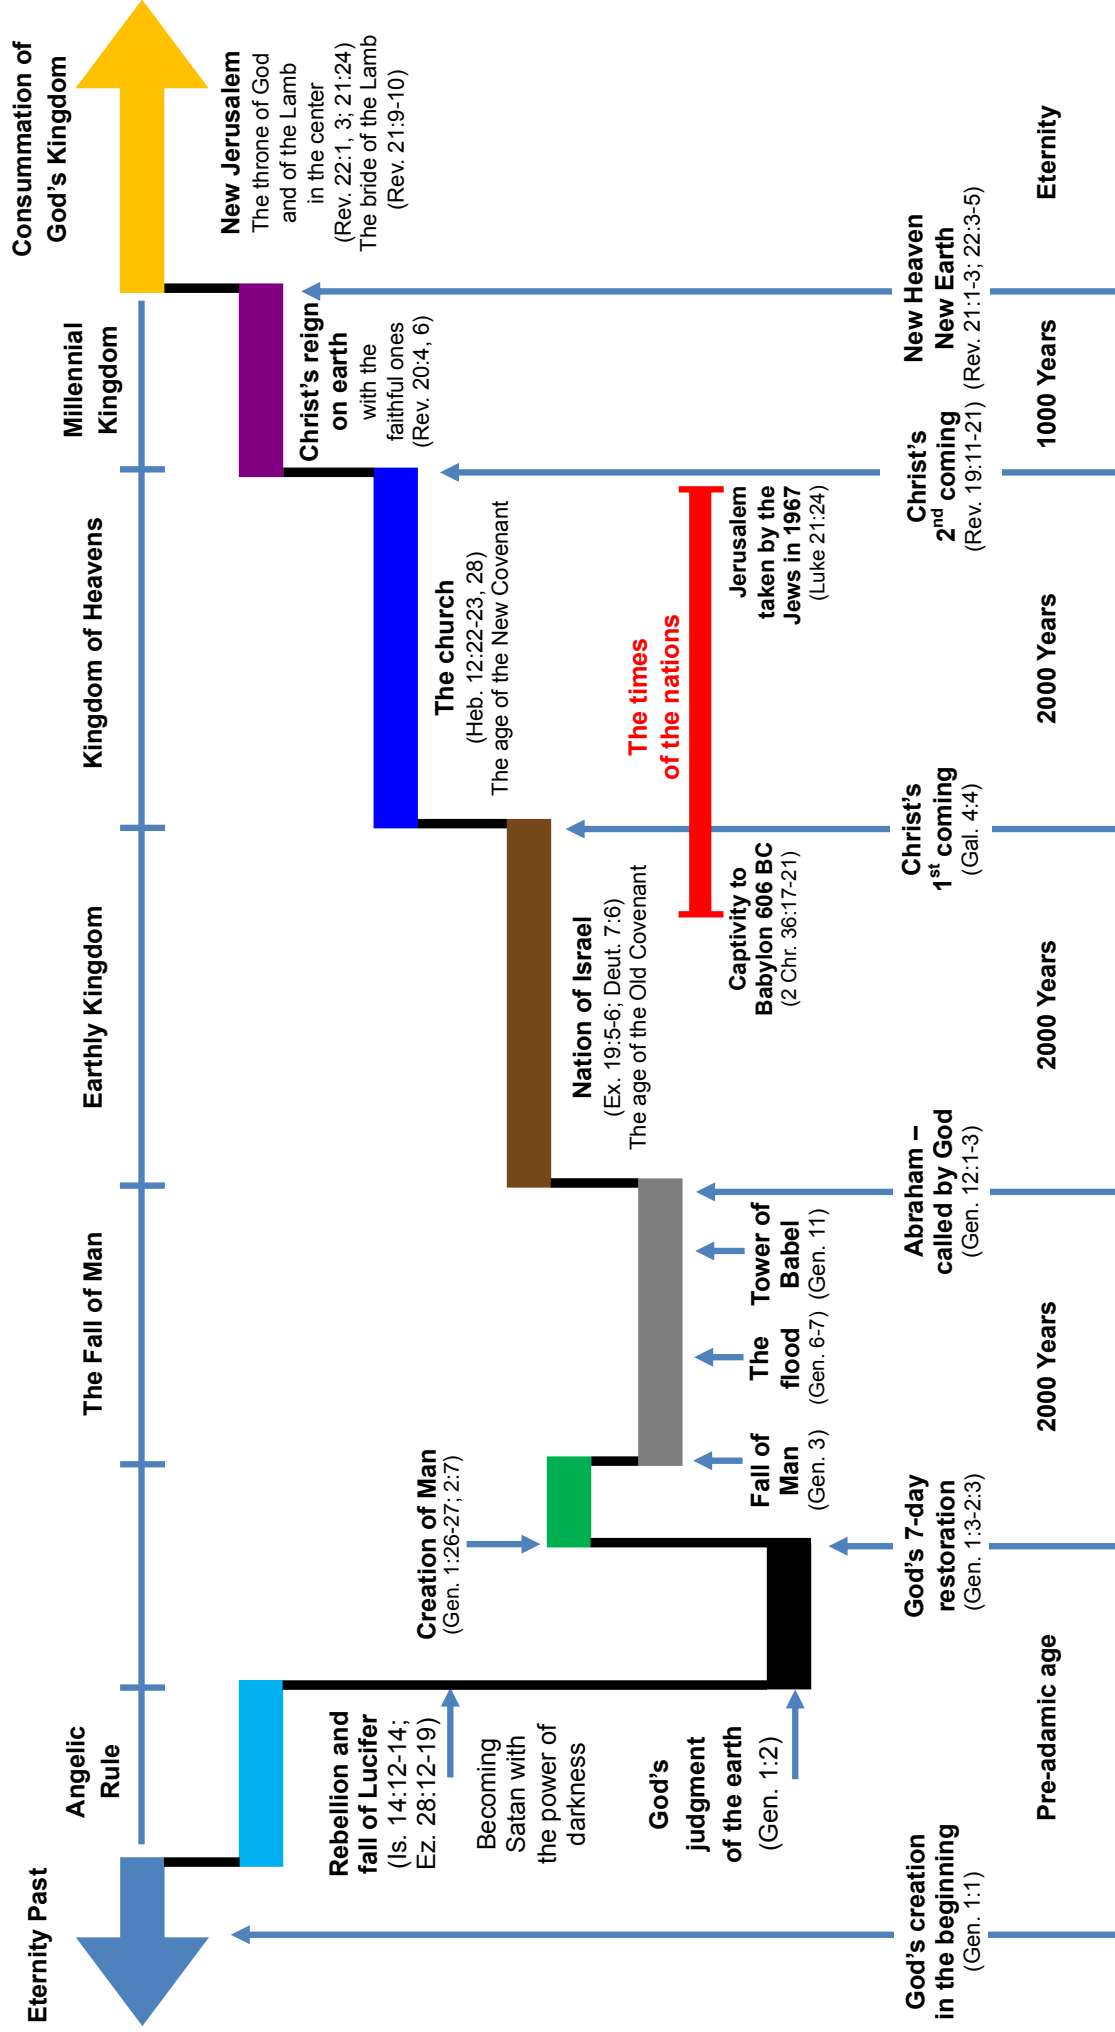 Eternity Past
Angelic
Rule
The Fall of Man
Earthly Kingdom
Kingdom of Heavens
Millennial
Kingdom
Consummation of
God's Kingdom
Rebellion and
fall of Lucifer
(Is. 14:12-14;
Ez. 28:12-19)
Becoming
Satan with
the power of
darkness
God's
judgment
of the earth
(Gen. 1:2)
Creation of Man
(Gen. 1:26-27; 2:7)
Fall of
Man
(Gen. 3)
The
flood
(Gen. 6-7)
Tower of
Babel
(Gen. 11)
Nation of Israel
(Ex. 19:5-6; Deut. 7:6)
The age of the Old Covenant
The church
(Heb. 12:22-23, 28)
The age of the New Covenant
Christ's reign
on earth
with the
faithful ones
(Rev. 20:4, 6)
New Jerusalem
The throne of God
and of the Lamb
in the center
(Rev. 22:1, 3; 21:24)
The bride of the Lamb
(Rev. 21:9-10)
The times
of the nations
Captivity to
Babylon 606 BC
(2 Chr. 36:17-21)
Jerusalem
taken by the
Jews in 1967
(Luke 21:24)
God's creation
in the beginning
(Gen. 1:1)
God's 7-day
restoration
(Gen. 1:3-2:3)
Abraham –
called by God
(Gen. 12:1-3)
Christ's
1st coming
(Gal. 4:4)
Christ's
2nd coming
(Rev. 19:11-21)
New Heaven
New Earth
(Rev. 21:1-3; 22:3-5)
Pre-adamic age
2000 Years
2000 Years
2000 Years
1000 Years
Eternity